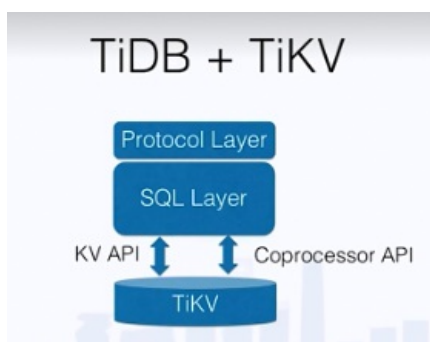 TiDB + TiKV
Protocol Layer
SQL Layer
KV API
Coprocessor API
TiKV